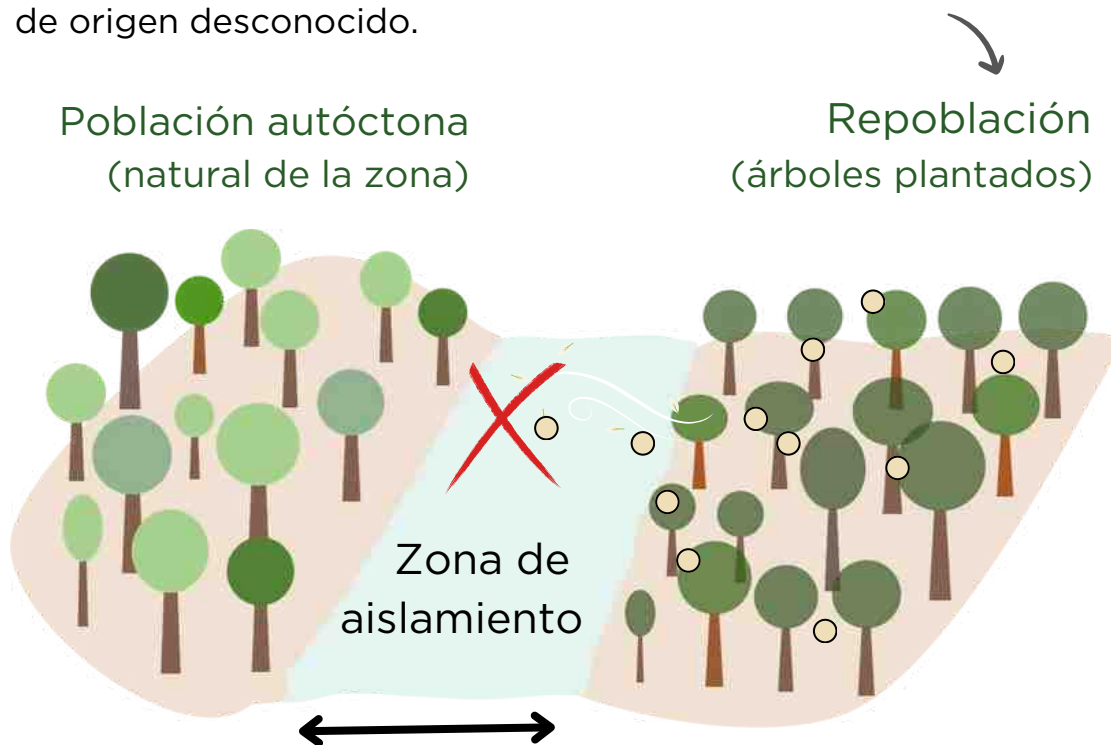 de origen desconocido.
Población autóctona
(natural de la zona)
Repoblación
(árboles plantados)
Zona de
aislamiento